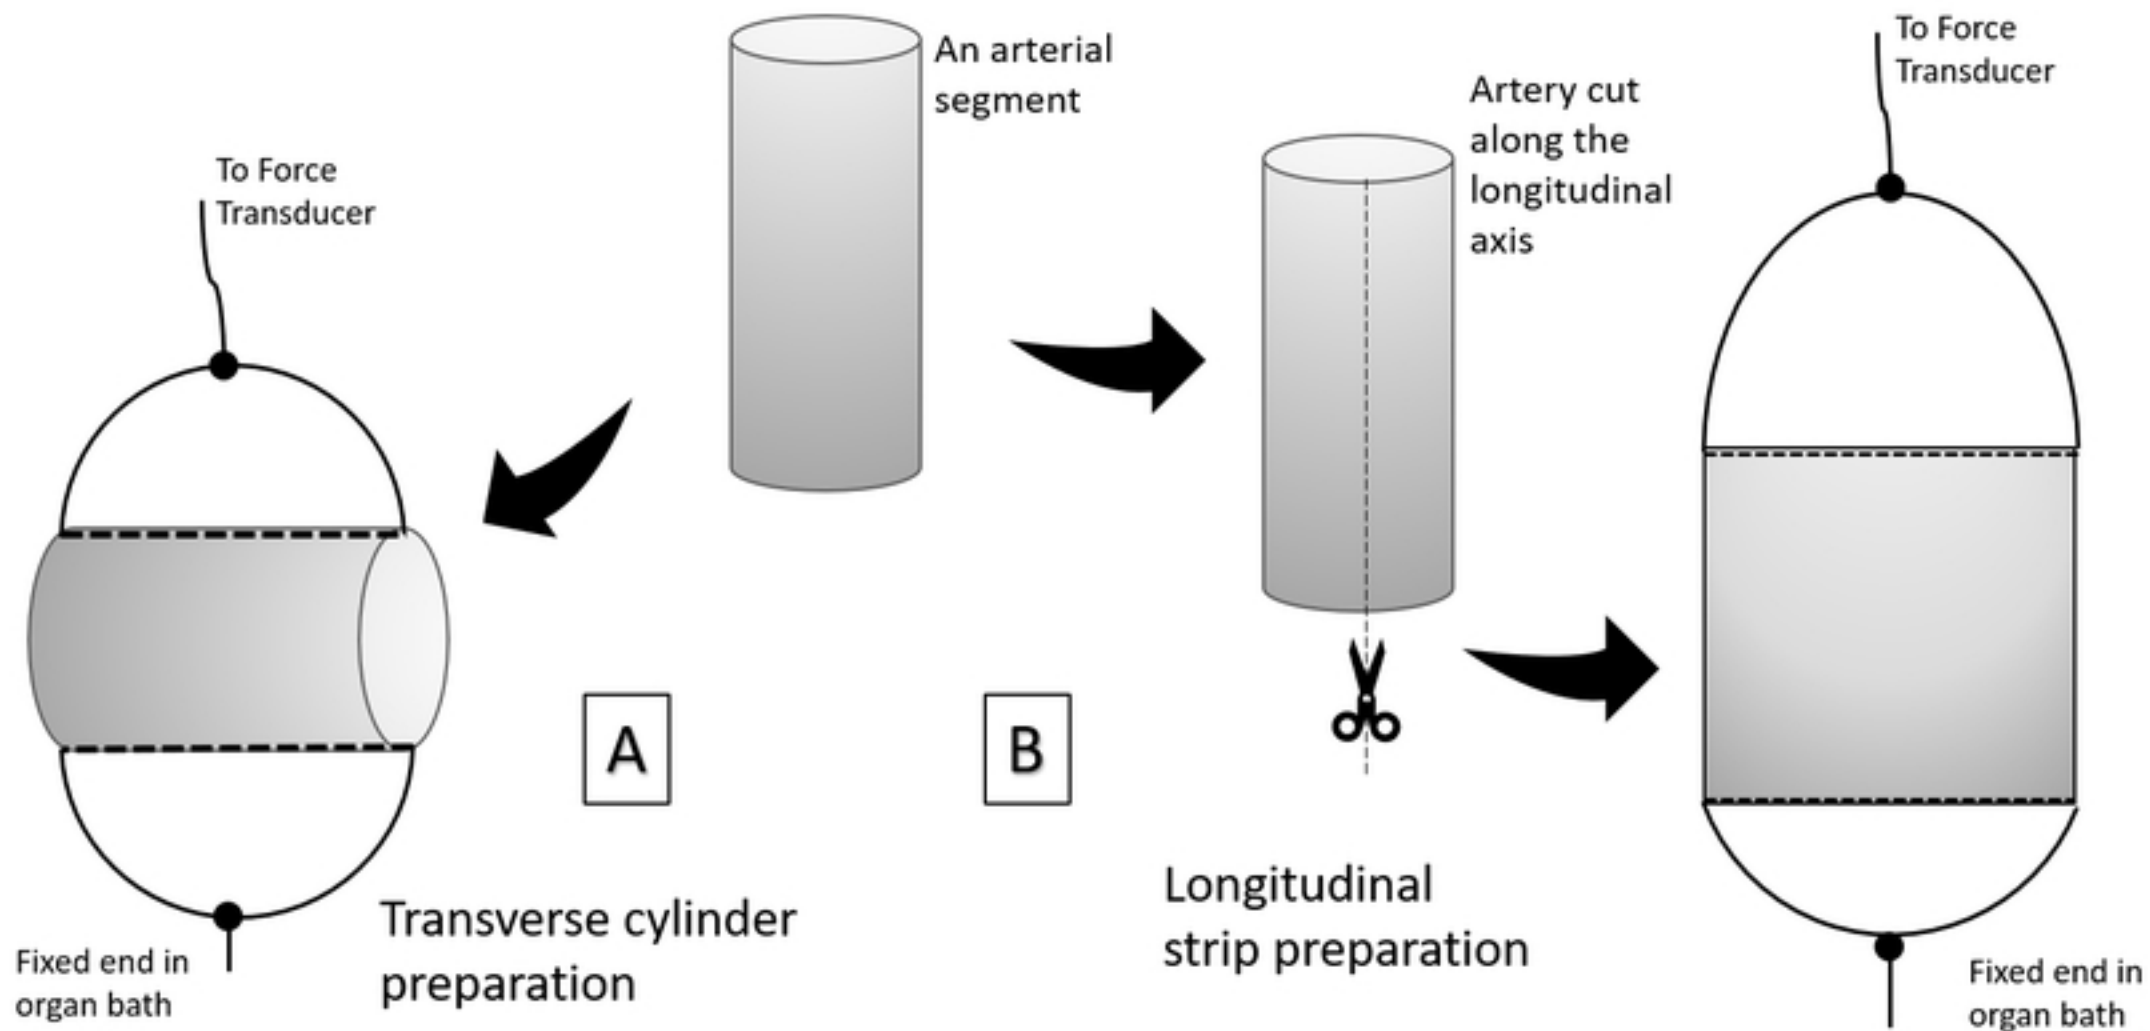 To Force
Transducer
An arterial
segment
Artery cut
along the
longitudinal
axis
To Force
Transducer
A
B
Transverse cylinder
preparation
Fixed end in
organ bath
Longitudinal
strip preparation
Fixed end in
organ bath